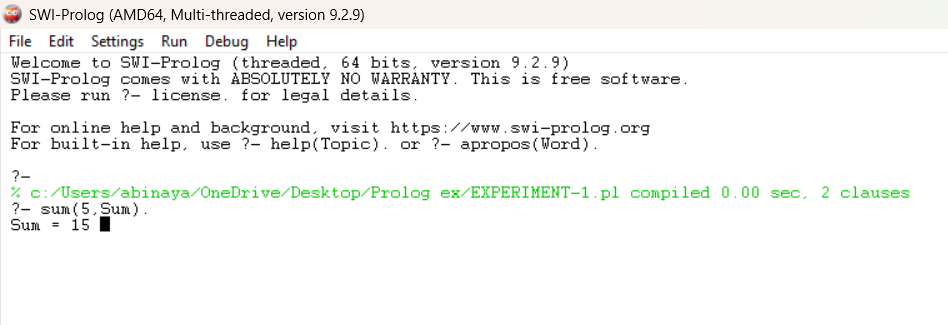 SWI-Prolog (AMD64, Multi-threaded, version 9.2.9)
File Edit Settings Run Debug Help
Welcome to SWI-Prolog (threaded, 64 bits, version 9.2.9)
SWI-Prolog comes with ABSOLUTELY NO WARRANTY. This is free software.
Please run ?- license. for legal details.
For online help and background, visit https://www.swi-prolog.org
For built-in help, use ?- help(Topic). or ?- apropos(Word).
?-
% c:/Users/abinaya/OneDrive/Desktop/Prolog ex/EXPERIMENT-1.pl compiled 0.00 sec, 2 clauses
?- sum(5,Sum).
Sum = 15